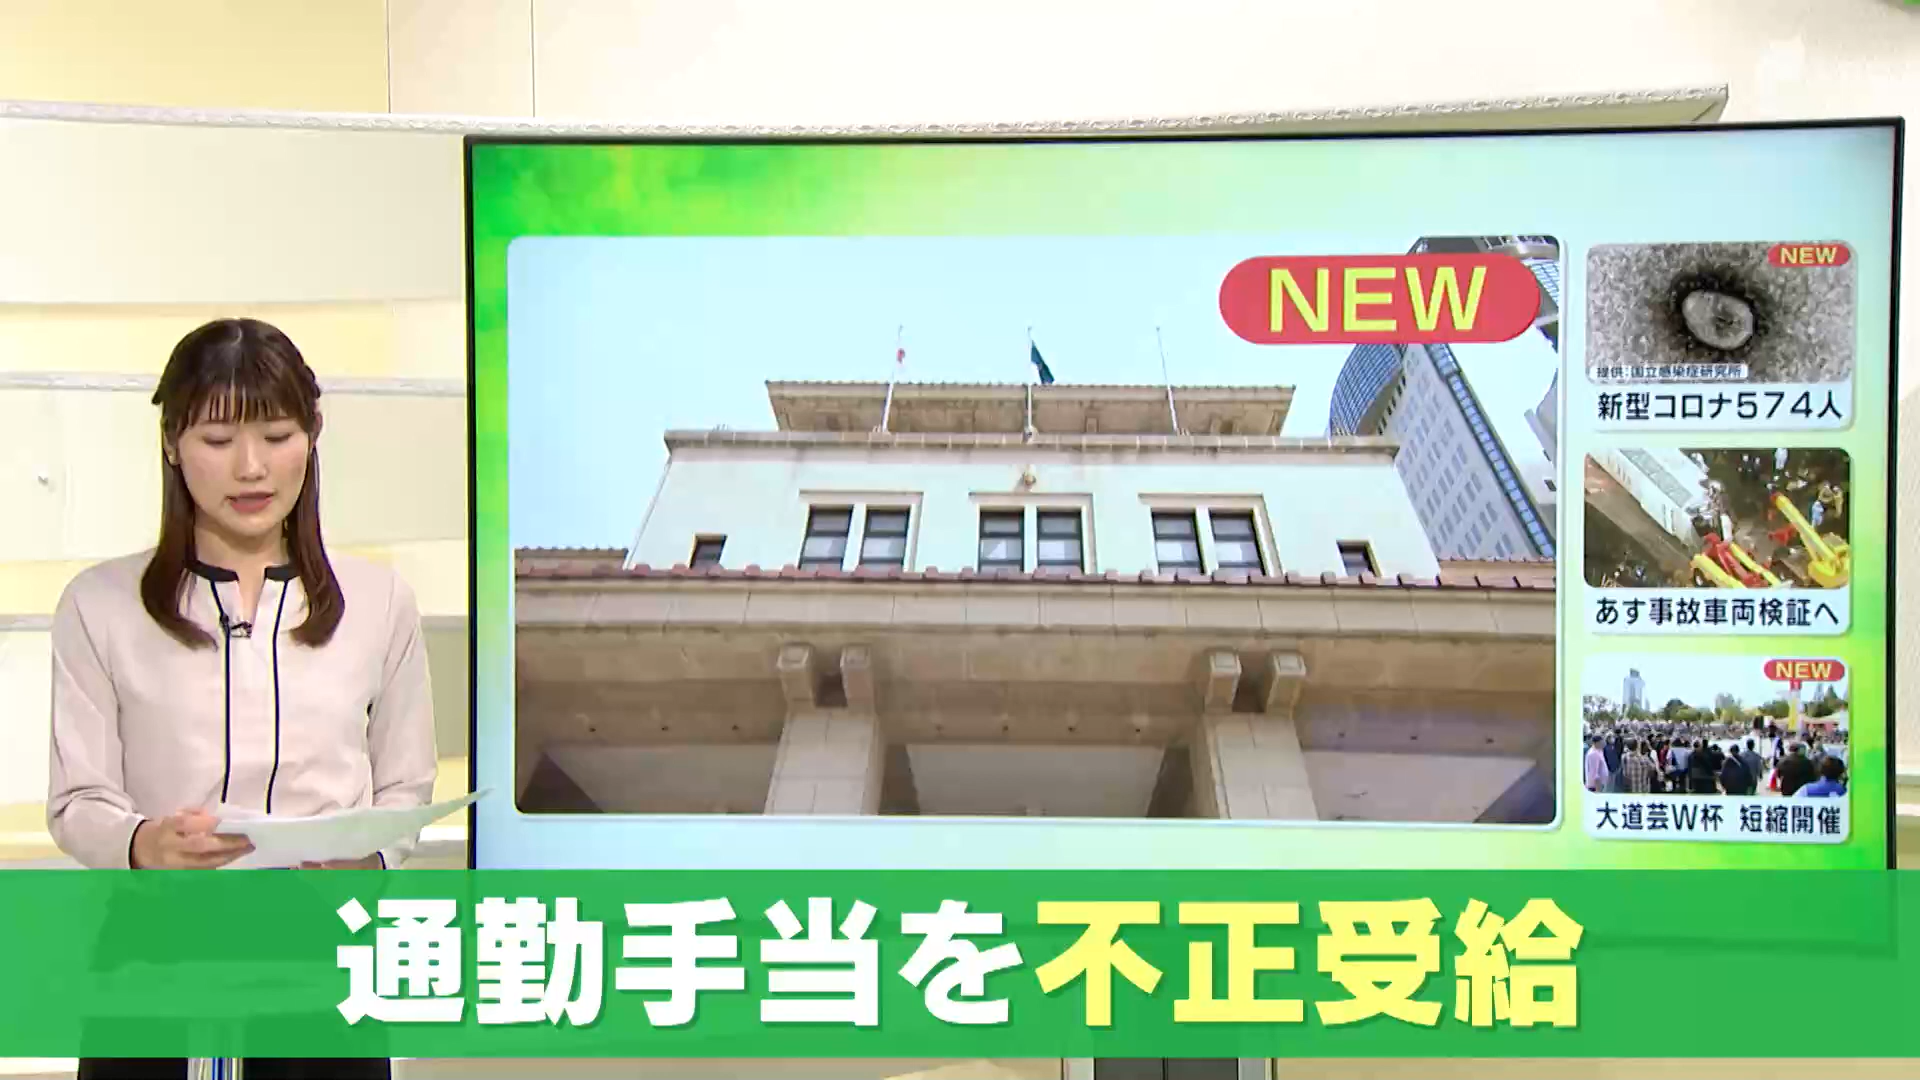 NEW
NEW
提供:国立感染症研究所
新型コロナ574人
あす事故車両検証へ
NEW
大道芸W杯 短縮開催
通勤手当を不正受給